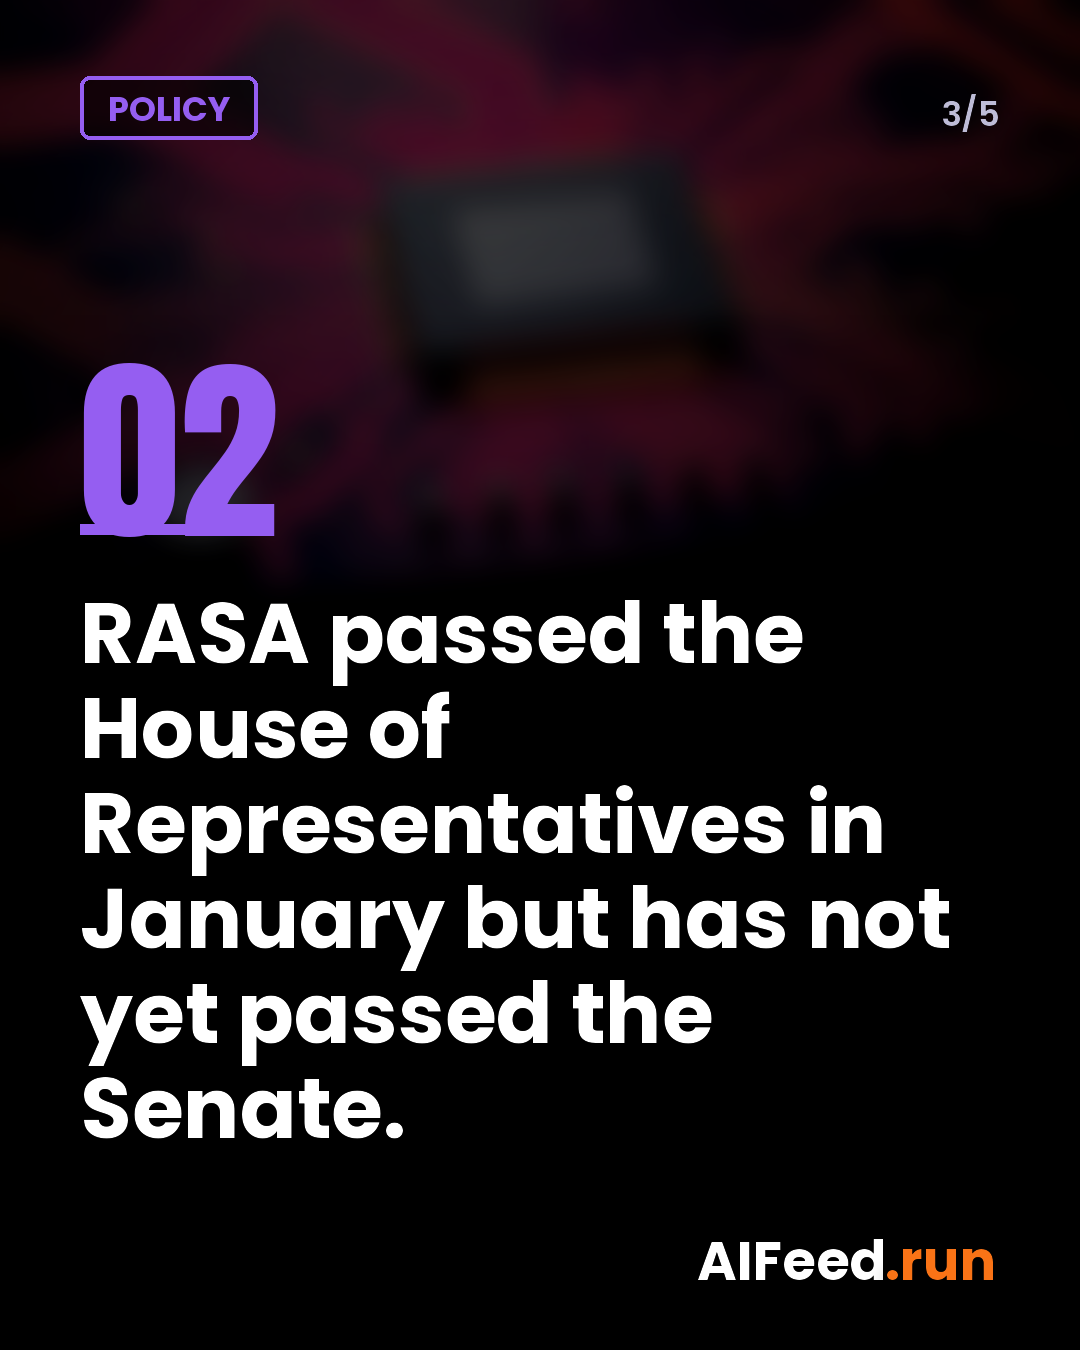 POLICY
3/5
02
RASA passed the
House of
Representatives in
January but has not
yet passed the
Senate.
AIFeed.run